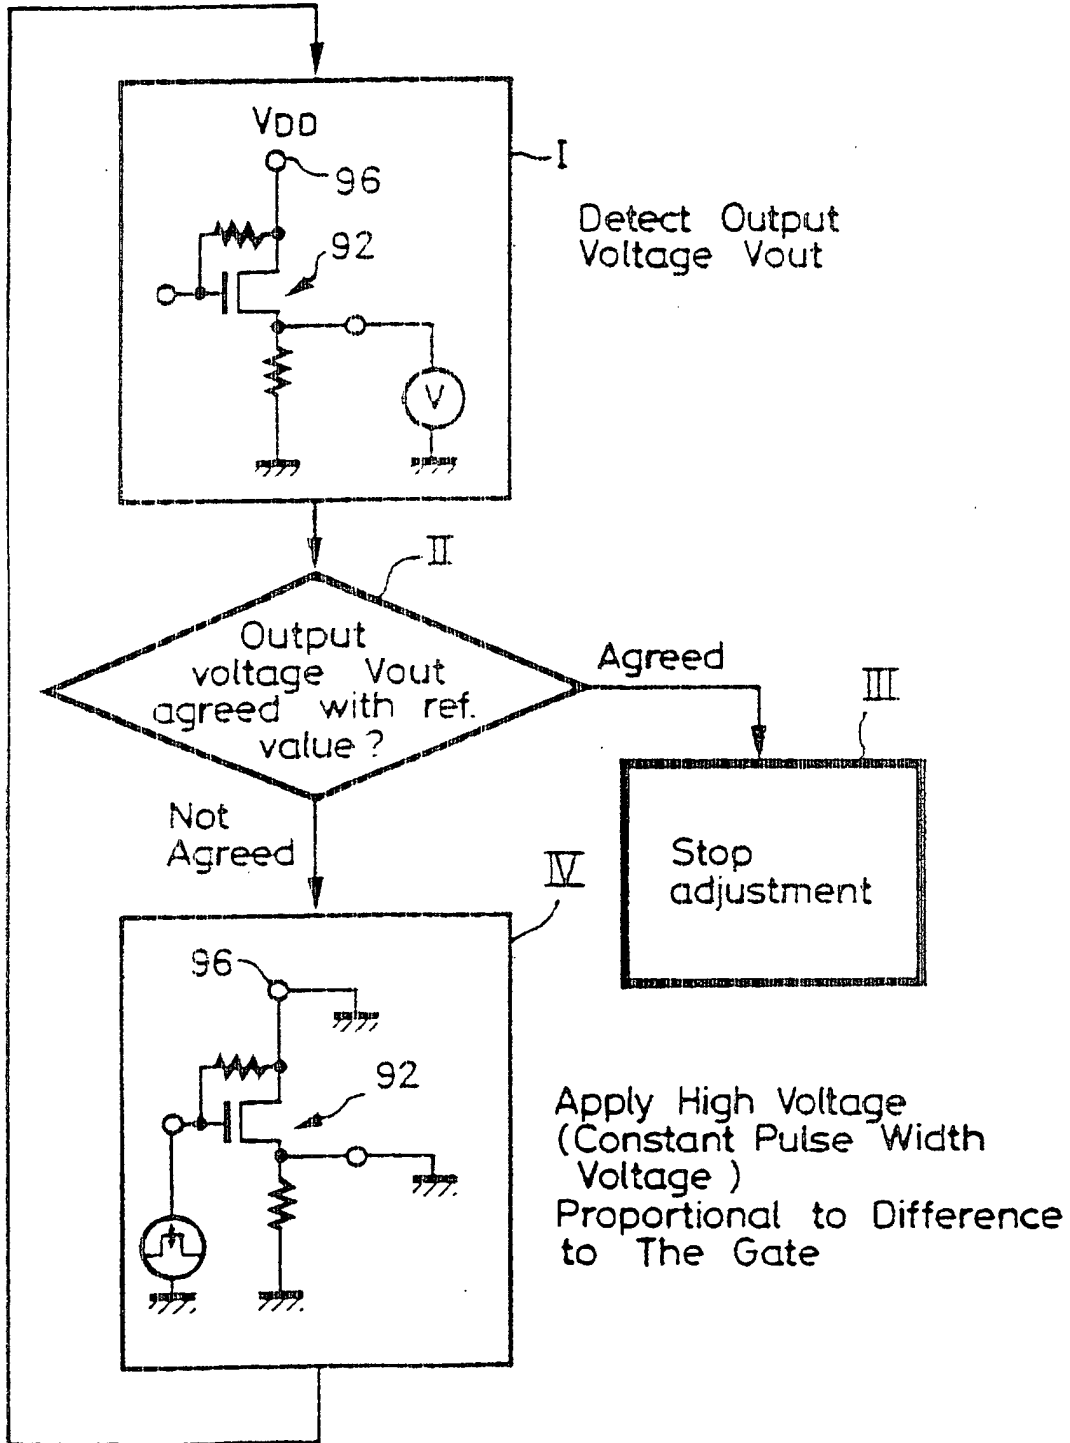 VDD
96
I
92
Detect Output
Voltage Vout
V
II
Output
voltage Vout
agreed with ref.
value?
Agreed
III
Not
Agreed
Stop
adjustment
IV
96
92
Apply High Voltage
(Constant Pulse Width
Voltage)
Proportional to Difference
to The Gate